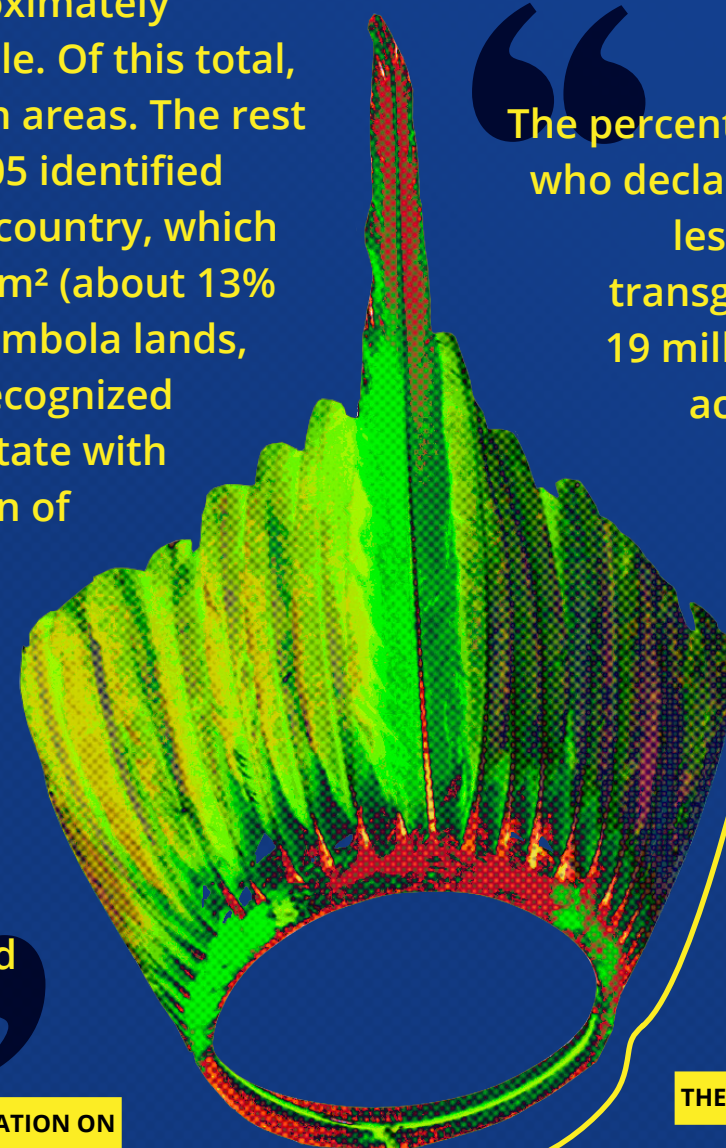 oximately
le. Of this total,
n areas. The rest
05 identified
country, which
m² (about 13%
mbola lands,
ecognized
tate with
n of
“
The percent
who decla
les
transg
19 mill
ac
d
”
ATION ON
THE